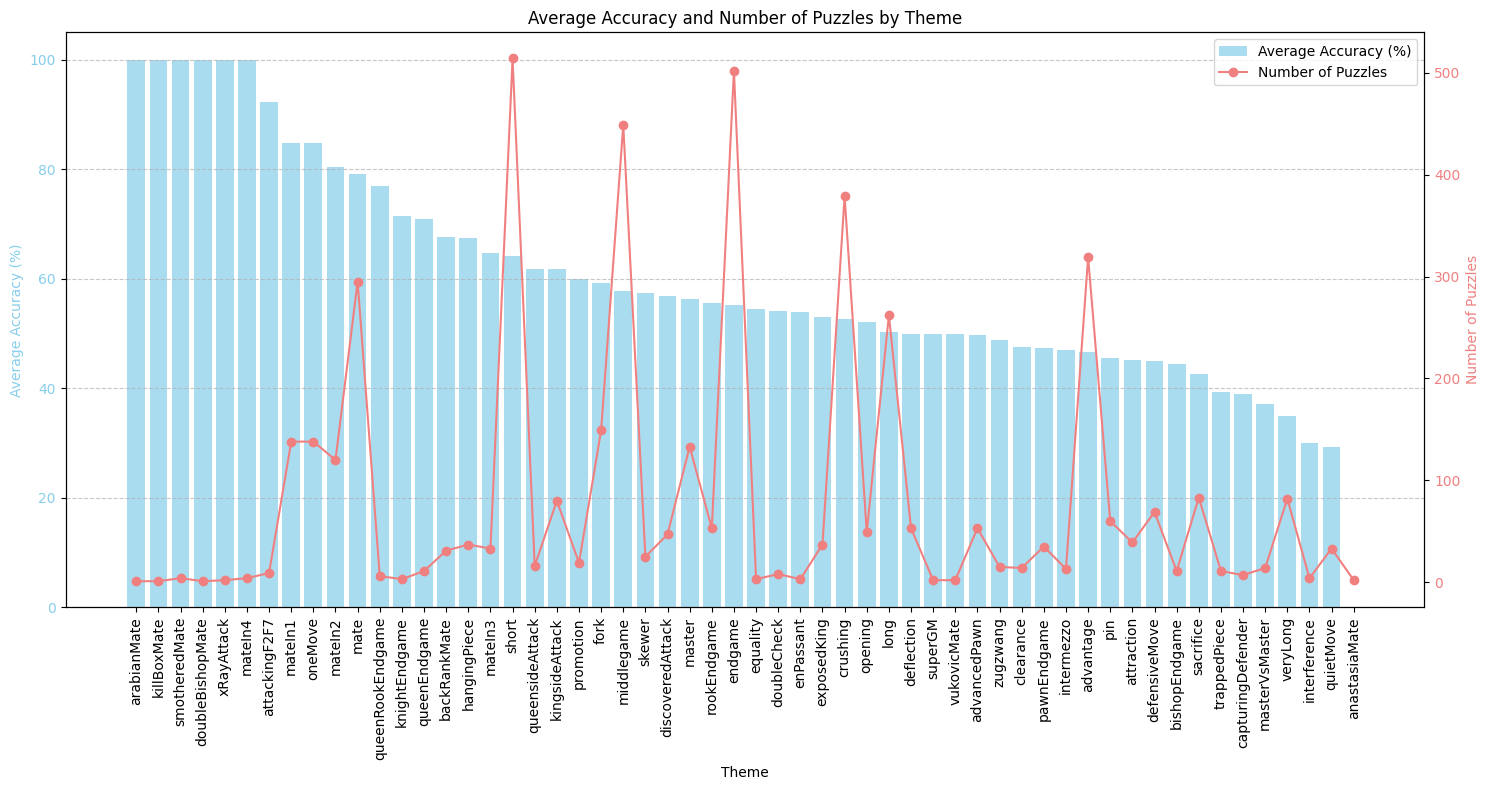 Average Accuracy and Number of Puzzles by Theme
Average Accuracy (%)
Number of Puzzles
100
80
60
40
20
0
Average Accuracy (%)
500
400
300
200
100
0
Number of Puzzles
arabianMate
killBoxMate
smotheredMate
doubleBishopMate
xRayAttack
mateIn4
attackingF2F7
mateIn1
oneMove
mateIn2
mate
queenRookEndgame
knightEndgame
queenEndgame
backRankMate
hangingPiece
mateIn3
short
queensideAttack
kingsideAttack
promotion
fork
middlegame
skewer
discoveredAttack
master
rookEndgame
endgame
equality
doubleCheck
enPassant
exposedKing
crushing
opening
long
deflection
superGM
vukovicMate
advancedPawn
zugzwang
clearance
pawnEndgame
intermezzo
advantage
pin
attraction
defensiveMove
bishopEndgame
sacrifice
trappedPiece
capturingDefender
masterVsMaster
veryLong
interference
quietMove
anastasiaMate
Theme